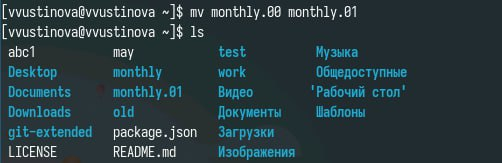 [vvustinova@vvustinova ~]$ mv monthly.00 monthly.01
[vvustinova@vvustinova ~]$ ls
abc1 may test Музыка
Desktop monthly work Общедоступные
Documents monthly.01 Видео 'Рабочий стол'
Downloads old Документы Шаблоны
git-extended package.json Загрузки
LICENSE README.md Изображения